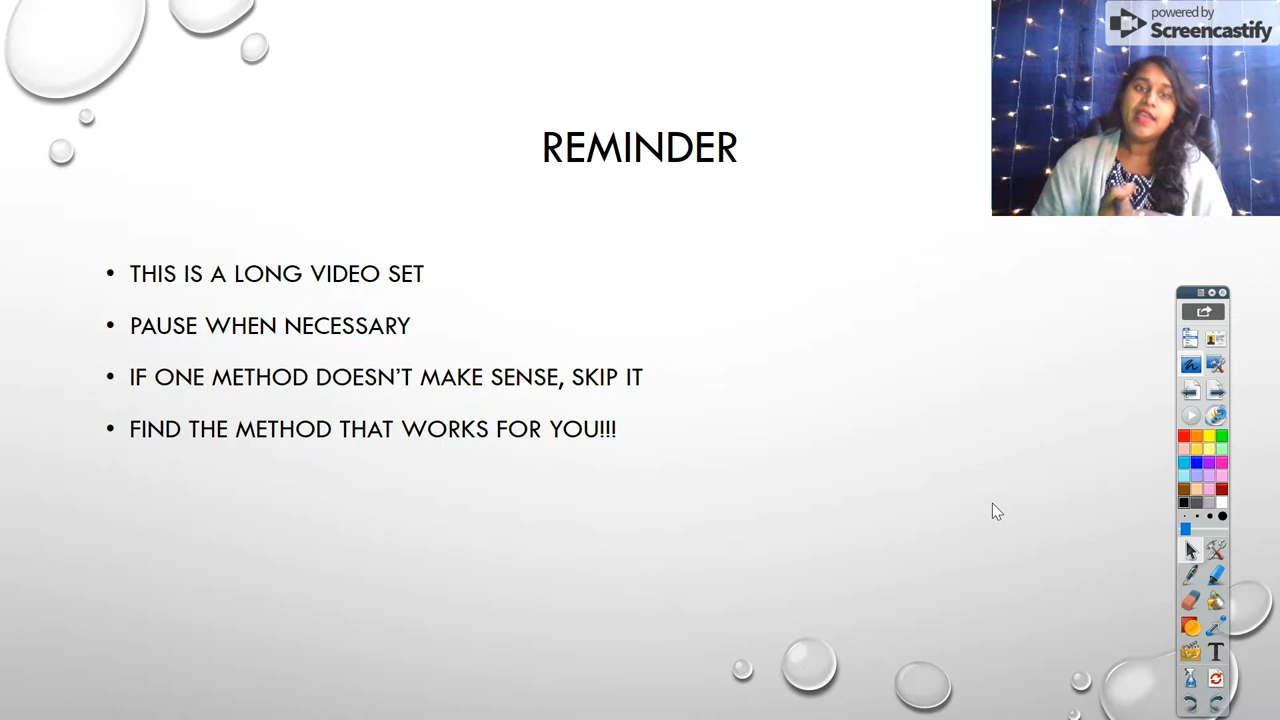 powered by
Screencastify
REMINDER
• THIS IS A LONG VIDEO SET
• PAUSE WHEN NECESSARY
• IF ONE METHOD DOESN'T MAKE SENSE, SKIP IT
• FIND THE METHOD THAT WORKS FOR YOU!!!
T